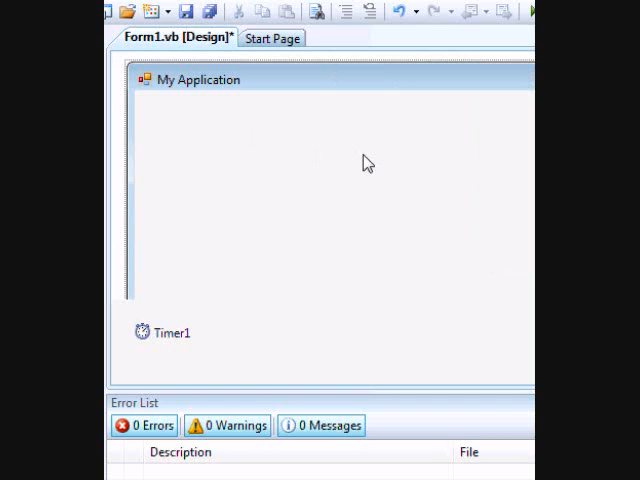 Form1.vb [Design]* Start Page
My Application
Timer1
Error List
0 Errors 0 Warnings 0 Messages
Description File